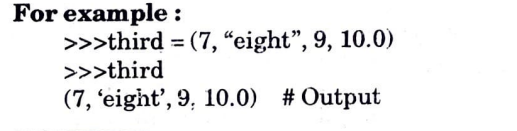 For example :
>>>third = (7, “eight”, 9, 10.0)
>>>third
(7, ‘eight’, 9, 10.0) # Output